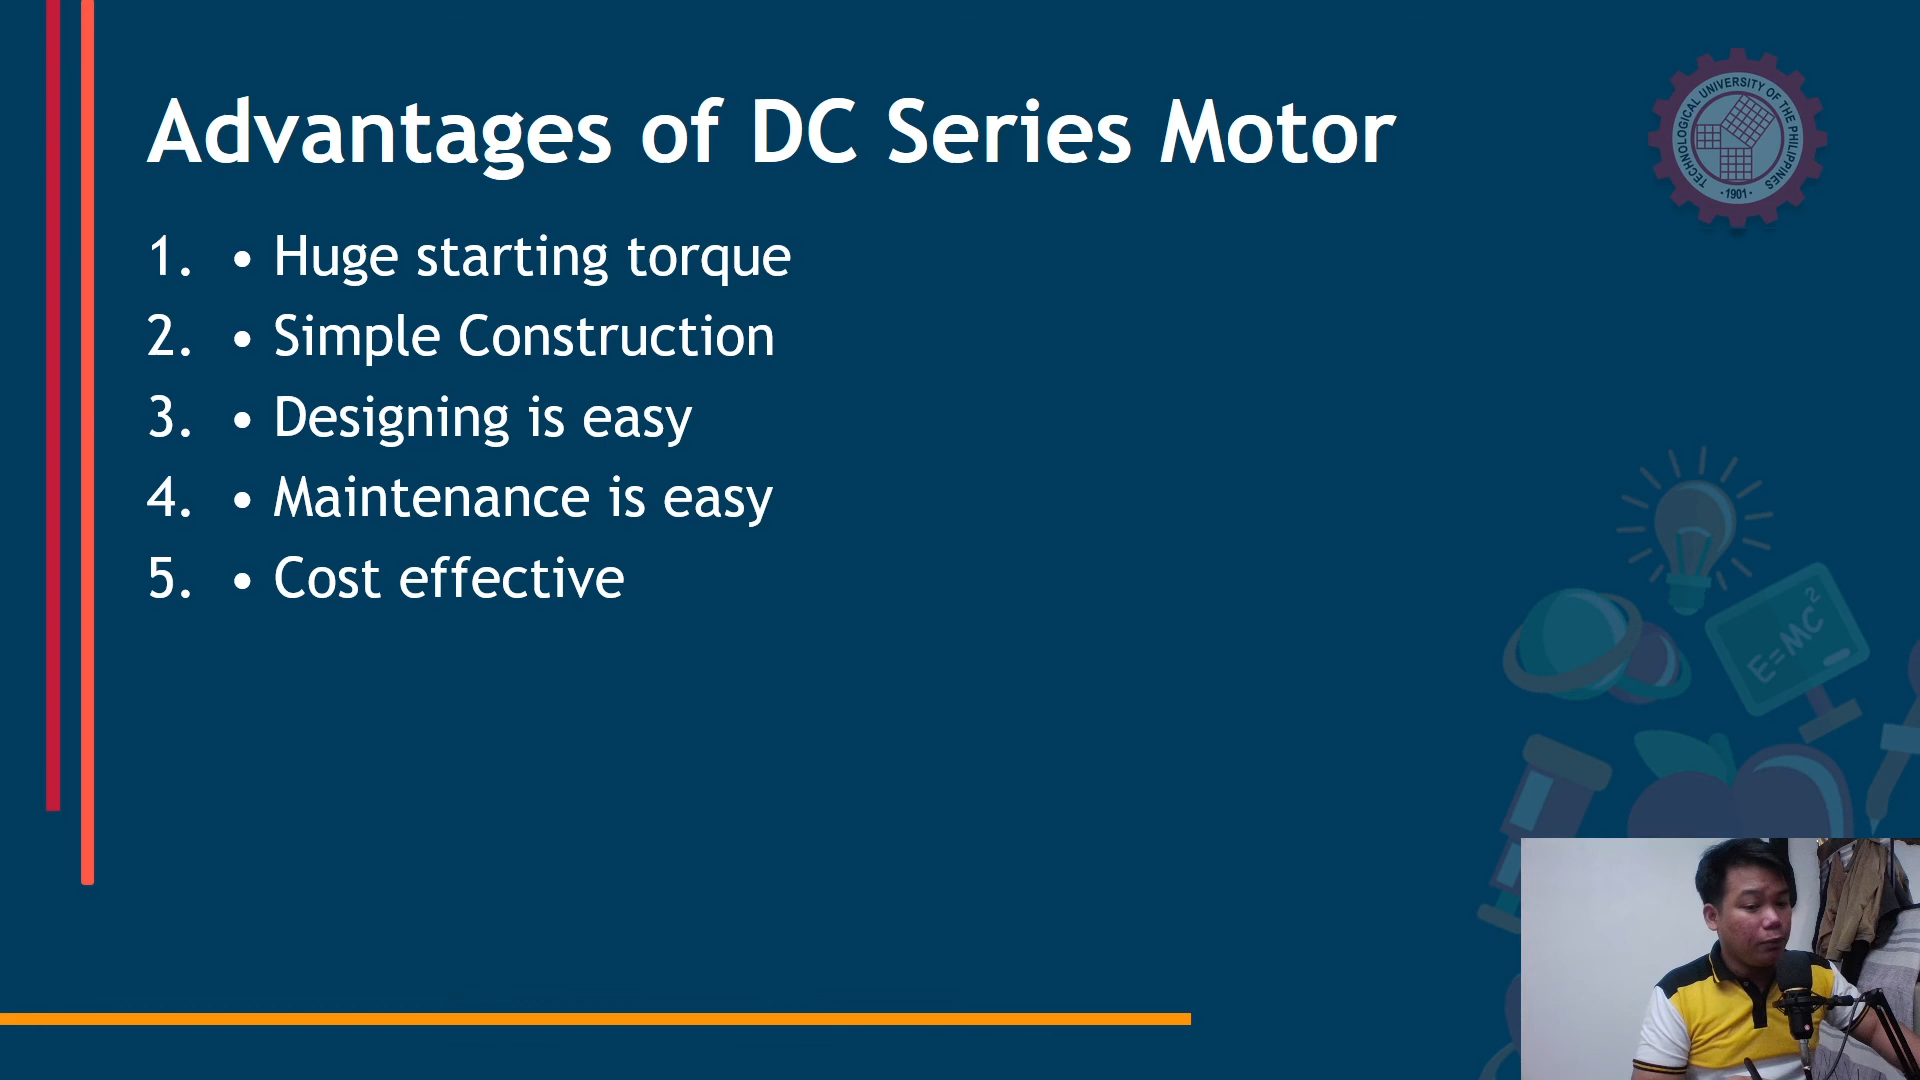 Advantages of DC Series Motor
TECHNOLOGICAL UNIVERSITY OF THE PHILIPPINES
· 1901 ·
1. • Huge starting torque
2. • Simple Construction
3. • Designing is easy
4. • Maintenance is easy
5. • Cost effective
E=MC²